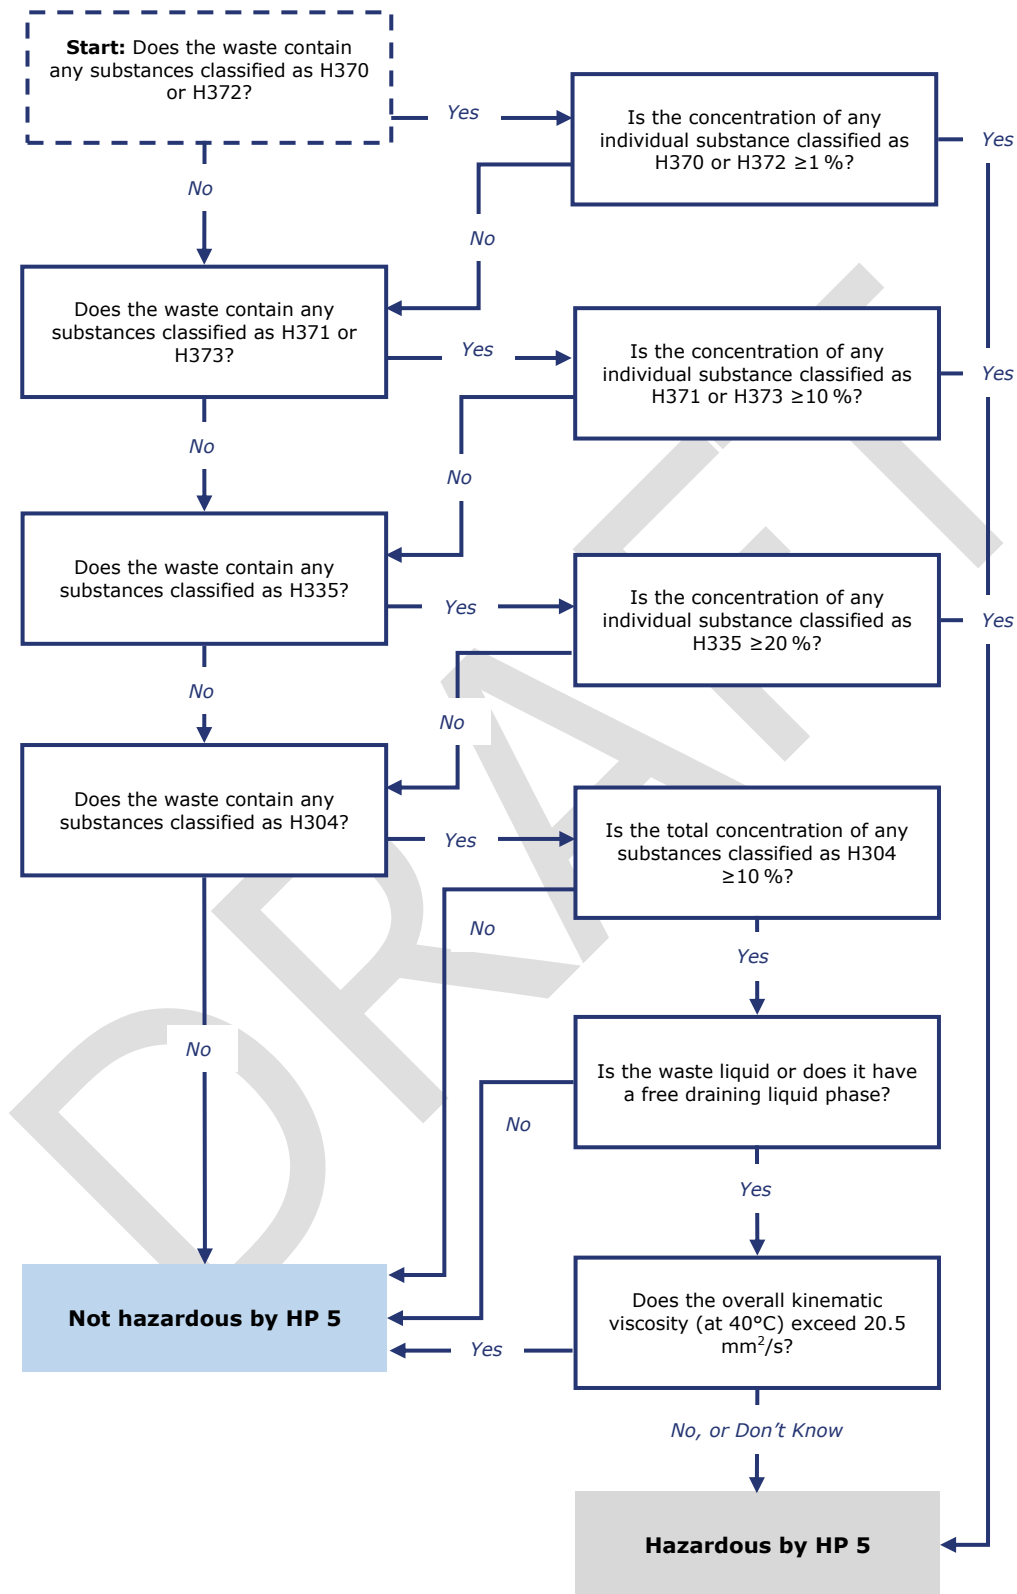 Start: Does the waste contain
any substances classified as H370
or H372?
Yes
Is the concentration of any
individual substance classified as
H370 or H372 ≥1 %?
Yes
No
No
Does the waste contain any
substances classified as H371 or
H373?
Yes
Is the concentration of any
individual substance classified as
H371 or H373 ≥10 %?
Yes
No
No
Does the waste contain any
substances classified as H335?
Yes
Is the concentration of any
individual substance classified as
H335 ≥20 %?
Yes
No
No
Does the waste contain any
substances classified as H304?
Yes
Is the total concentration of any
substances classified as H304
≥10 %?
No
Yes
No
Is the waste liquid or does it have
a free draining liquid phase?
No
Yes
Not hazardous by HP 5
Does the overall kinematic
viscosity (at 40°C) exceed 20.5
mm²/s?
Yes
No, or Don't Know
Hazardous by HP 5
DRAFT